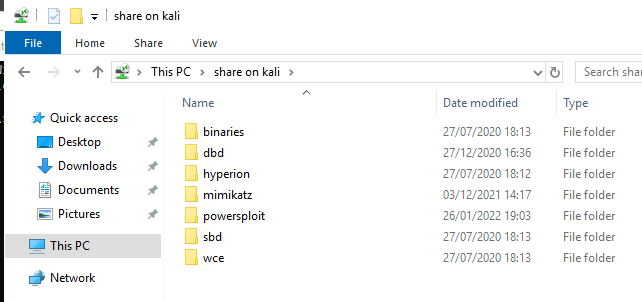 share on kali
File Home Share View
This PC share on kali Search shar
Name Date modified Type
Quick access
Desktop
Downloads
Documents
Pictures
This PC
Network
binaries 27/07/2020 18:13 File folder
dbd 27/12/2020 16:36 File folder
hyperion 27/07/2020 18:12 File folder
mimikatz 03/12/2021 14:17 File folder
powersploit 26/01/2022 19:03 File folder
sbd 27/07/2020 18:13 File folder
wce 27/07/2020 18:13 File folder